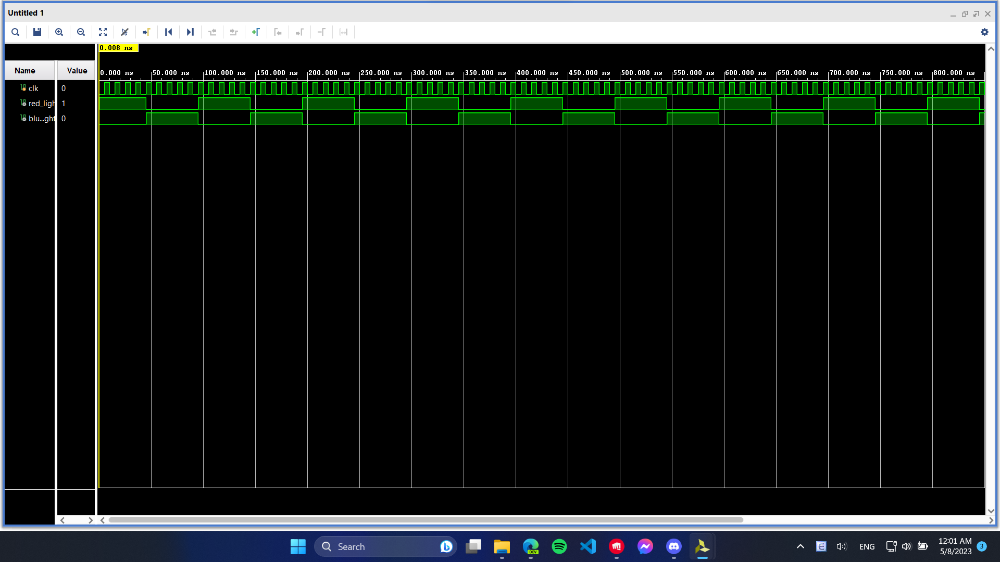 Untitled 1
0.008 ns
Name Value
0.000 ns 50.000 ns 100.000 ns 150.000 ns 200.000 ns 250.000 ns 300.000 ns 350.000 ns 400.000 ns 450.000 ns 500.000 ns 550.000 ns 600.000 ns 650.000 ns 700.000 ns 750.000 ns 800.000 ns
clk 0
red_ligh 1
blu...ght 0
Search
DEV
ENG
12:01 AM
5/8/2023
3